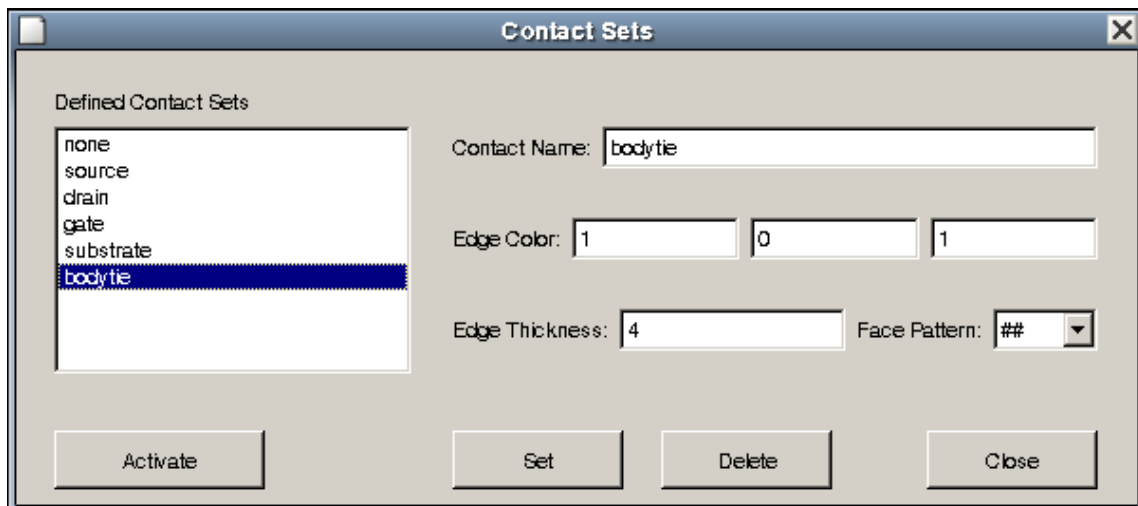 Contact Sets
Defined Contact Sets
none
source
drain
gate
substrate
bodytie
Contact Name: bodytie
Edge Color: 1 0 1
Edge Thickness: 4 Face Pattern: ##
Activate Set Delete Close